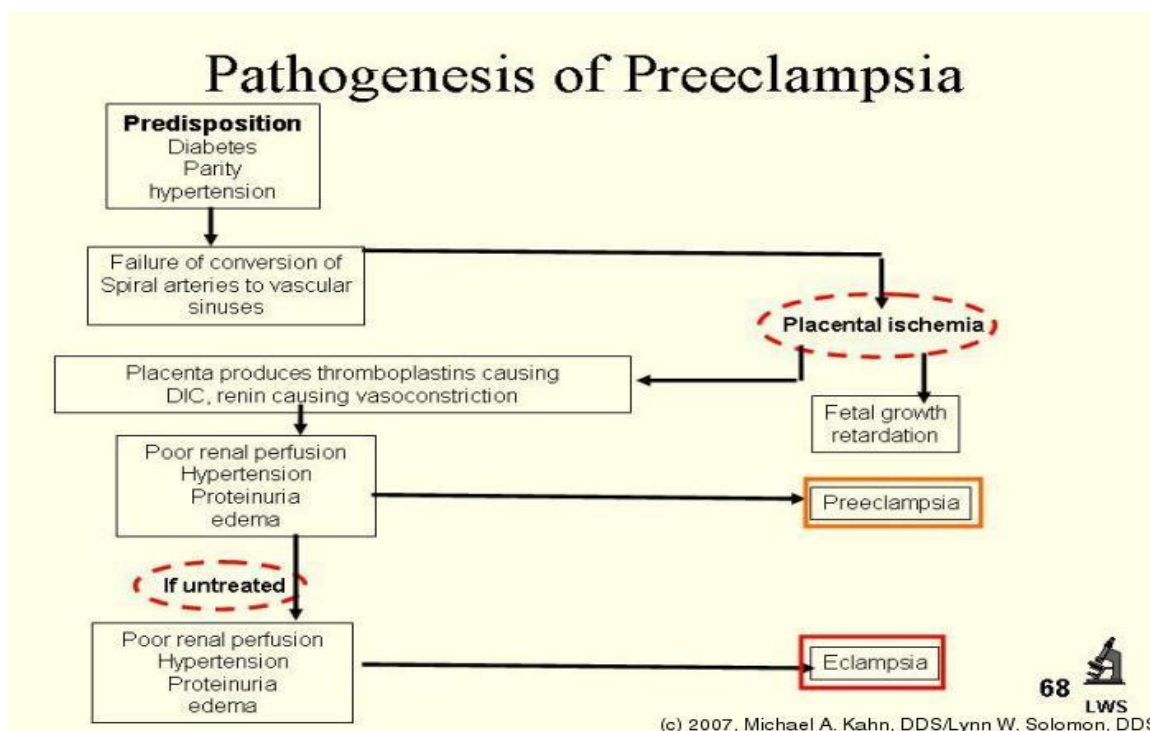 Pathogenesis of Preeclampsia
Predisposition
Diabetes
Parity
hypertension
Failure of conversion of
Spiral arteries to vascular
sinuses
Placental ischemia
Placenta produces thromboplastins causing
DIC, renin causing vasoconstriction
Fetal growth
retardation
Poor renal perfusion
Hypertension
Proteinuria
edema
Preeclampsia
If untreated
Poor renal perfusion
Hypertension
Proteinuria
edema
Eclampsia
68
LWS
(c) 2007, Michael A. Kahn, DDS/Lynn W. Solomon, DDS